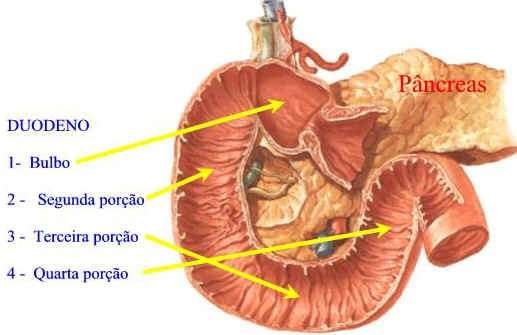 Pâncreas
DUODENO
1- Bulbo
2 - Segunda porção
3 - Terceira porção
4 - Quarta porção